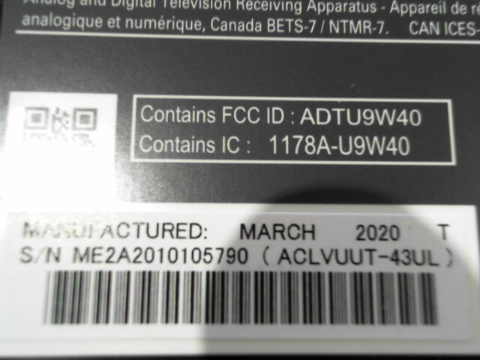 Analog and Digital Television Receiving Apparatus - Appareil de ré
analogique et numérique, Canada BETS-7 / NTMR-7. CAN ICES-
Contains FCC ID : ADTU9W40
Contains IC : 1178A-U9W40
MANUFACTURED: MARCH 2020 T
S/N ME2A2010105790 ( ACLVUUT-43UL )